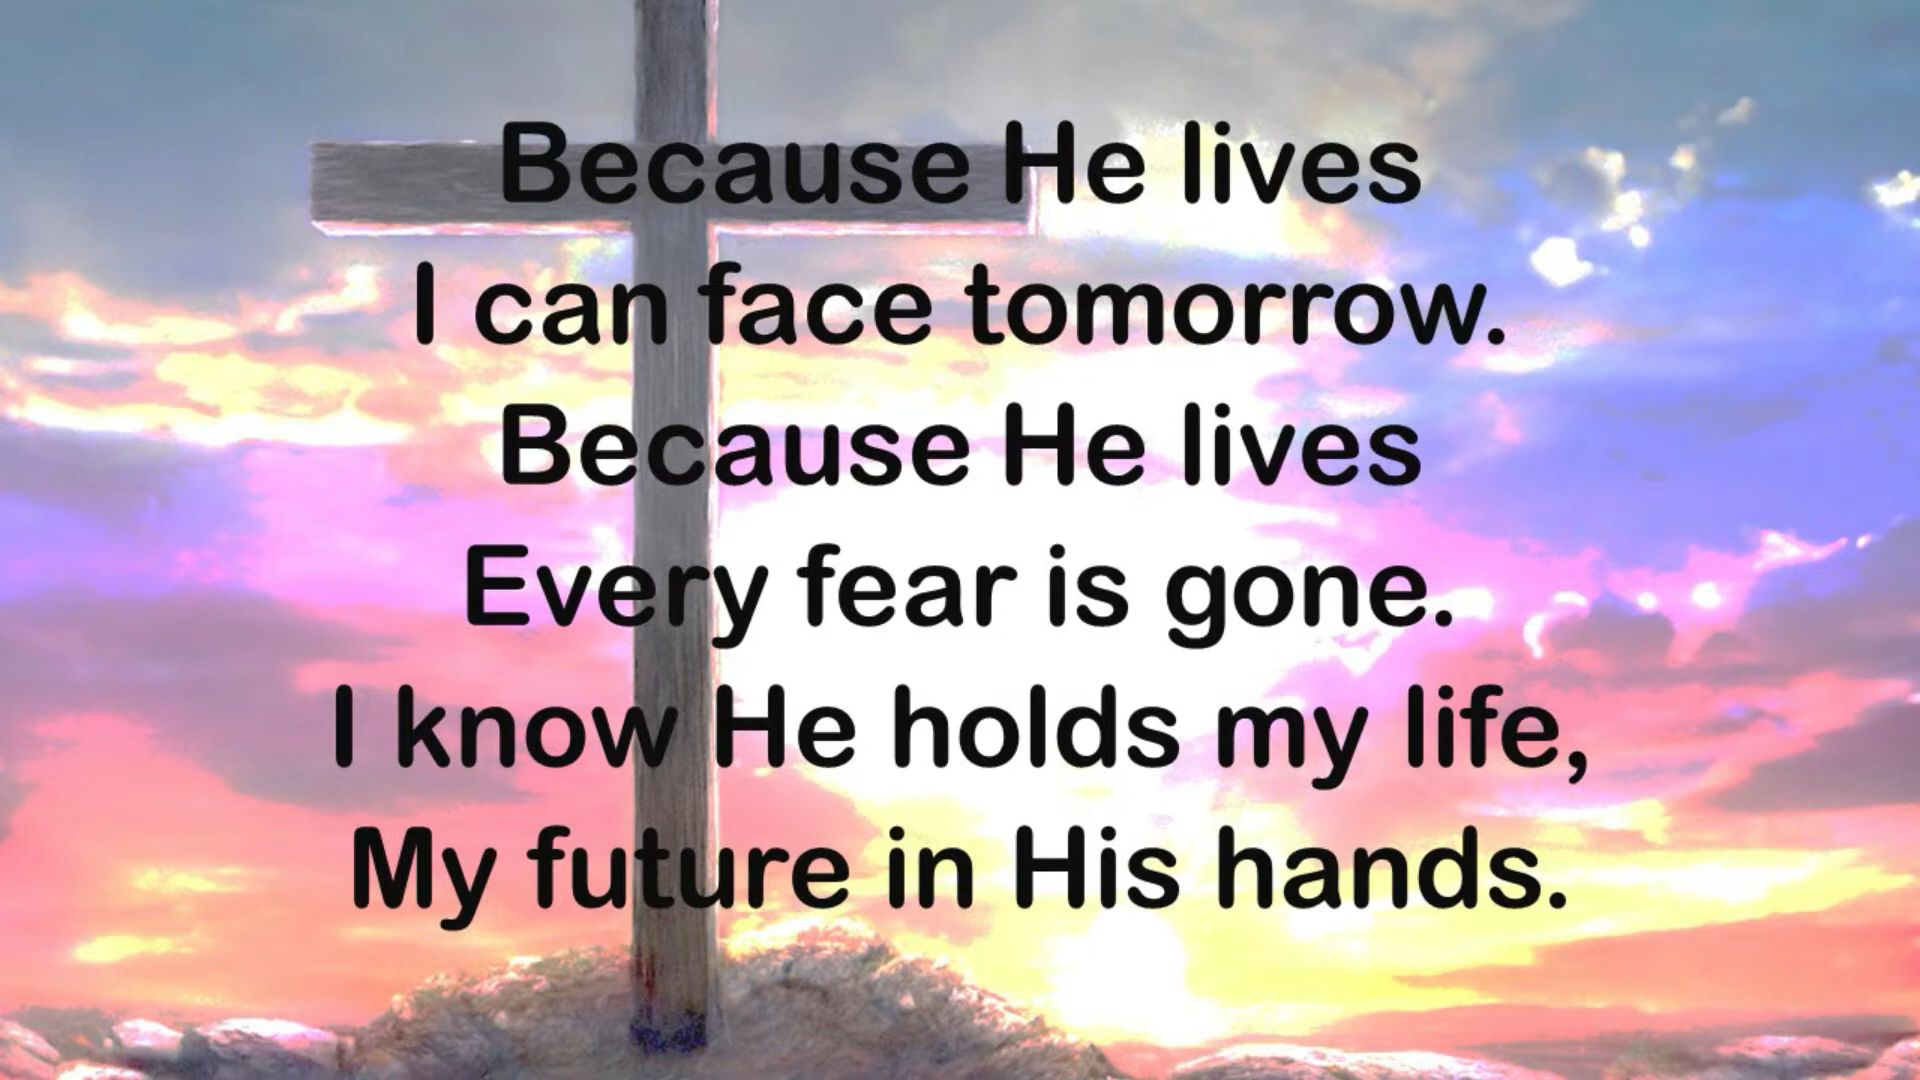 Because He lives
I can face tomorrow.
Because He lives
Every fear is gone.
I know He holds my life,
My future in His hands.